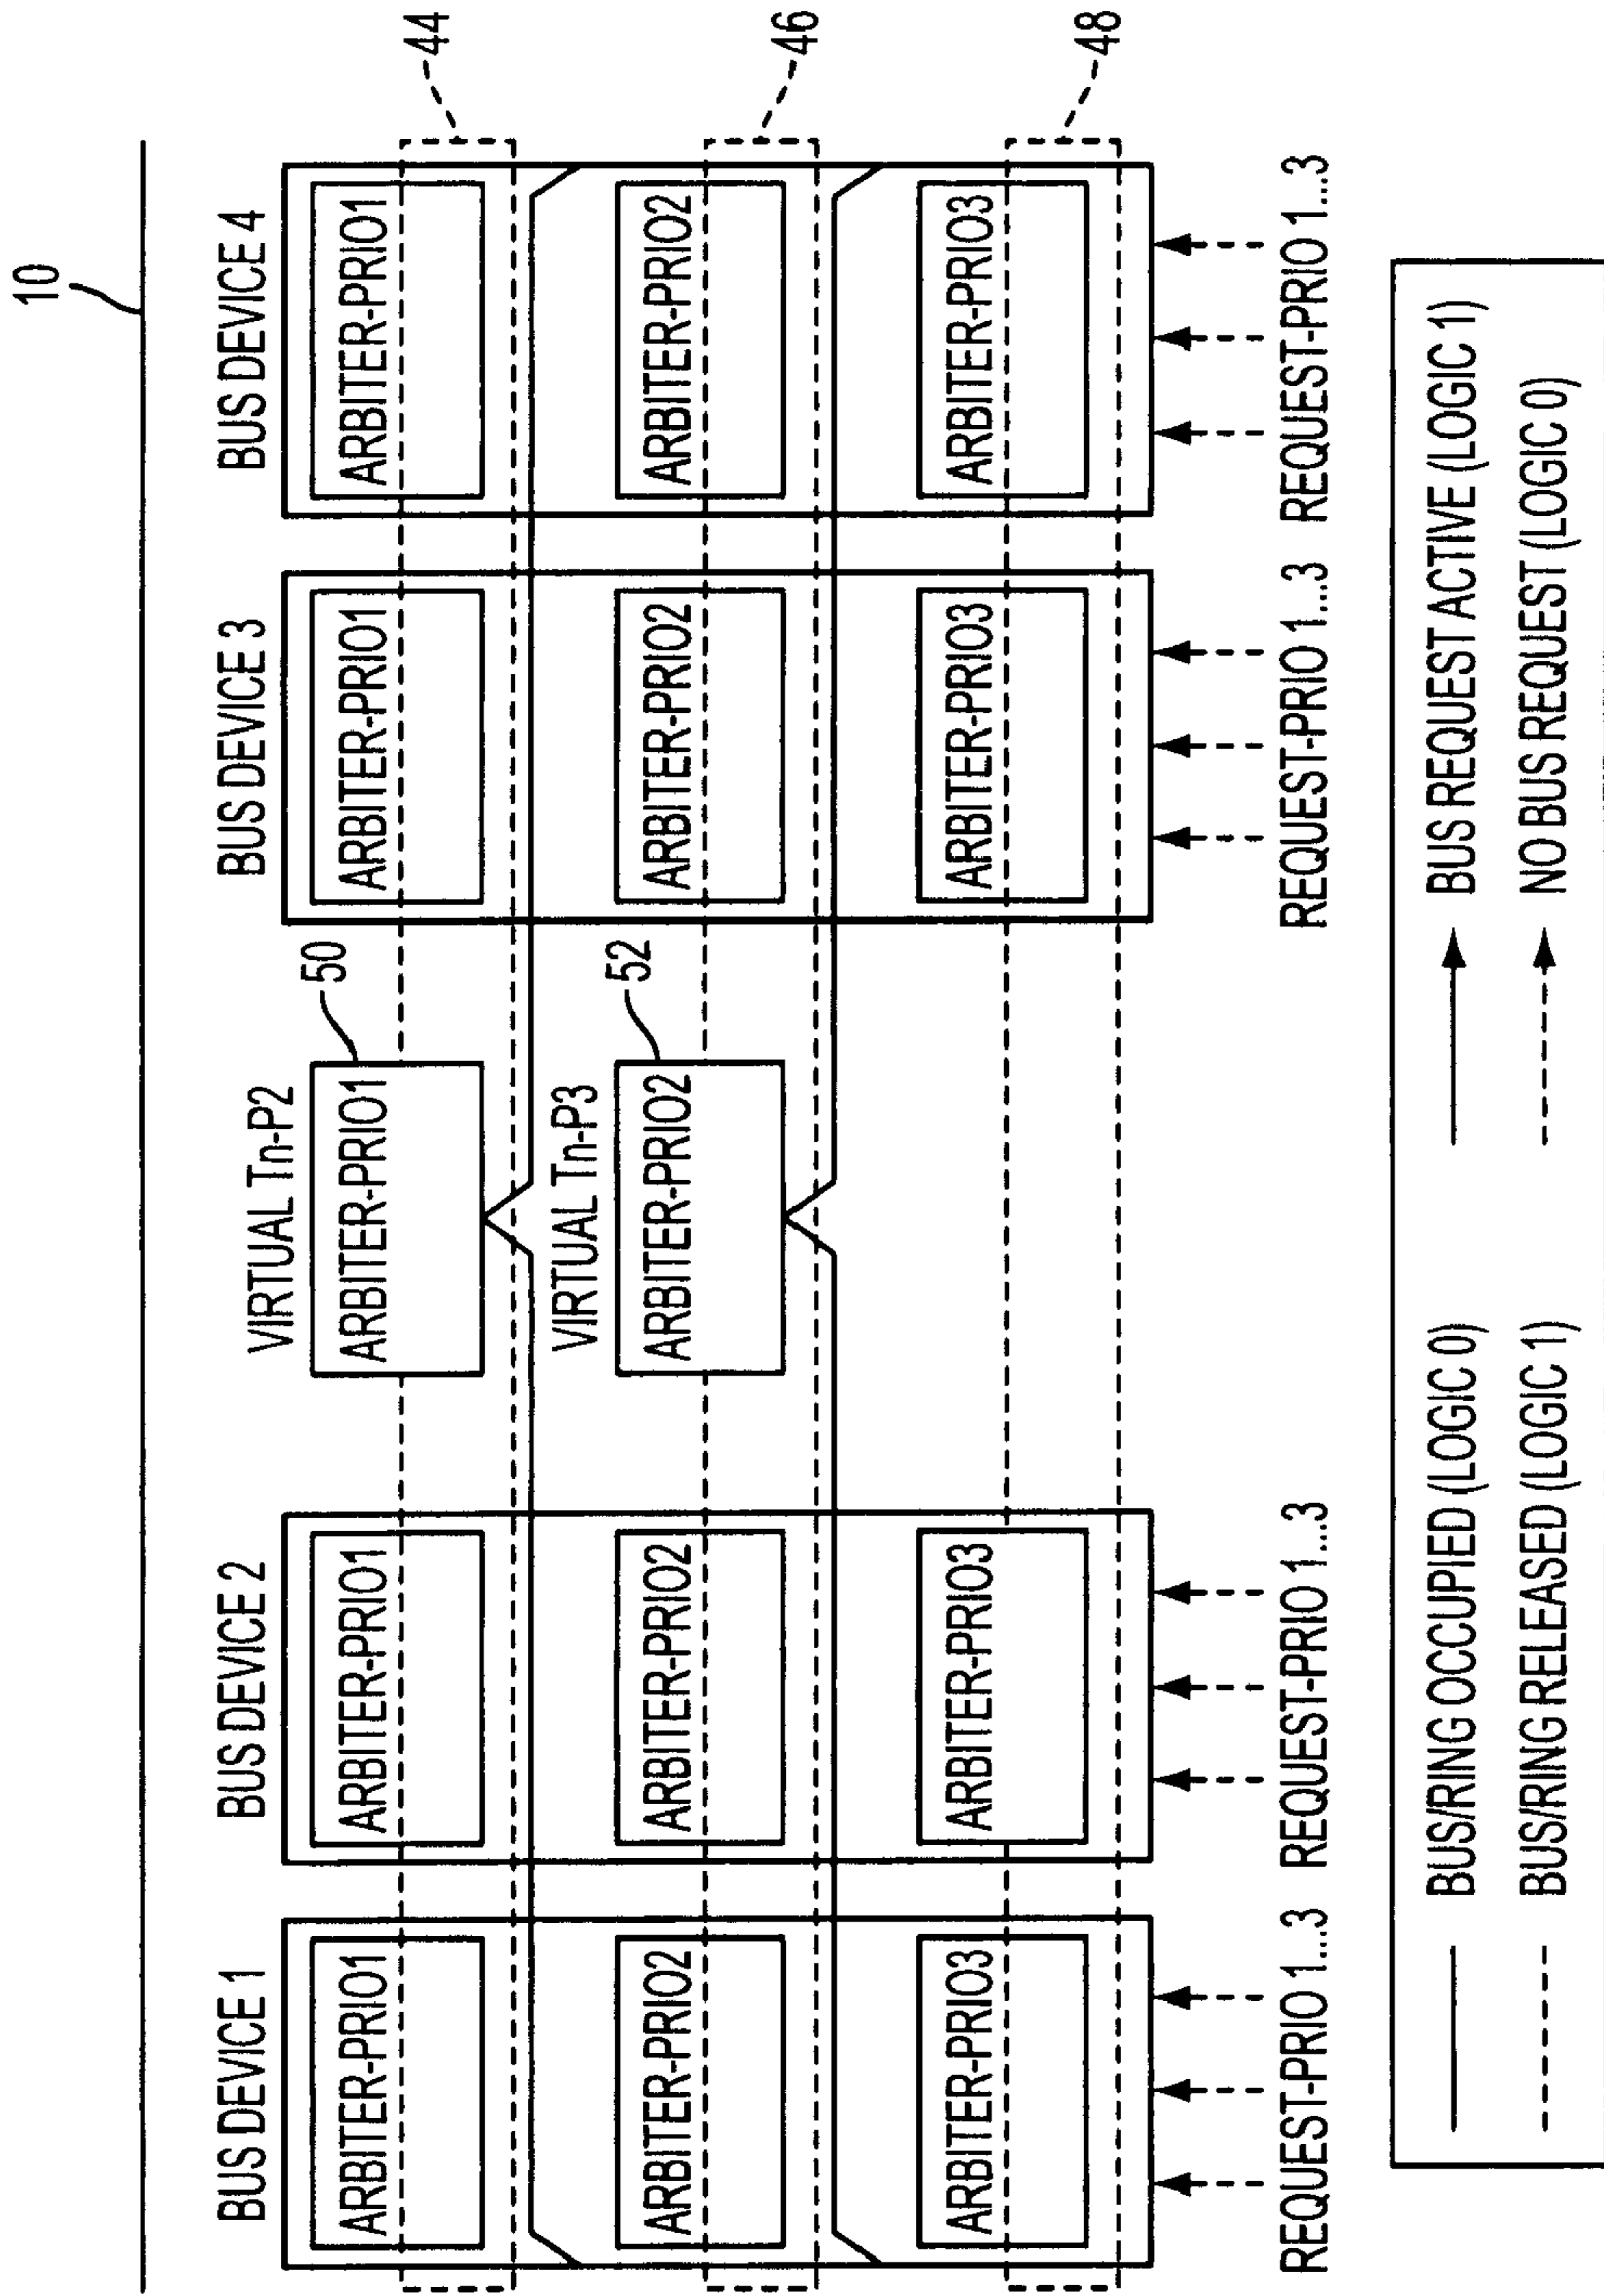 10
BUS DEVICE 1
BUS DEVICE 2
VIRTUAL Tn-P2
BUS DEVICE 3
BUS DEVICE 4
ARBITER-PRIO1
ARBITER-PRIO1
ARBITER-PRIO1
50
ARBITER-PRIO1
ARBITER-PRIO1
44
VIRTUAL Tn-P3
ARBITER-PRIO2
ARBITER-PRIO2
ARBITER-PRIO2
52
ARBITER-PRIO2
ARBITER-PRIO2
46
ARBITER-PRIO3
ARBITER-PRIO3
ARBITER-PRIO3
ARBITER-PRIO3
48
REQUEST-PRIO 1...3
REQUEST-PRIO 1...3
REQUEST-PRIO 1...3
REQUEST-PRIO 1...3
BUS/RING OCCUPIED (LOGIC 0)
BUS REQUEST ACTIVE (LOGIC 1)
BUS/RING RELEASED (LOGIC 1)
NO BUS REQUEST (LOGIC 0)